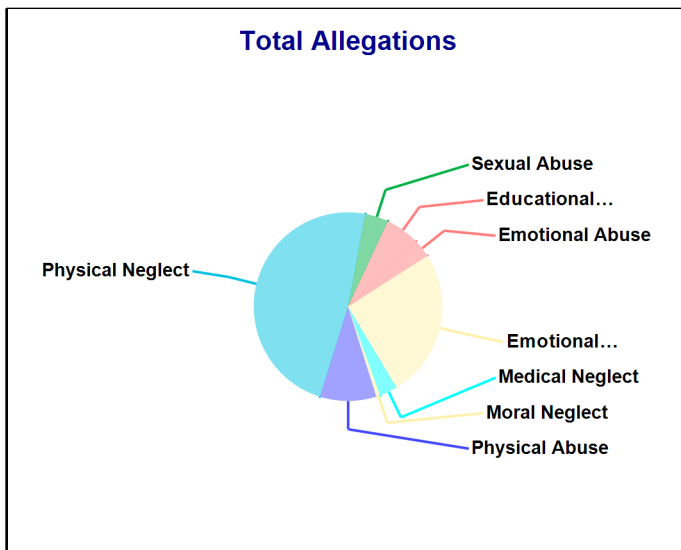 Total Allegations
Sexual Abuse
Educational...
Emotional Abuse
Physical Neglect
Emotional...
Medical Neglect
Moral Neglect
Physical Abuse